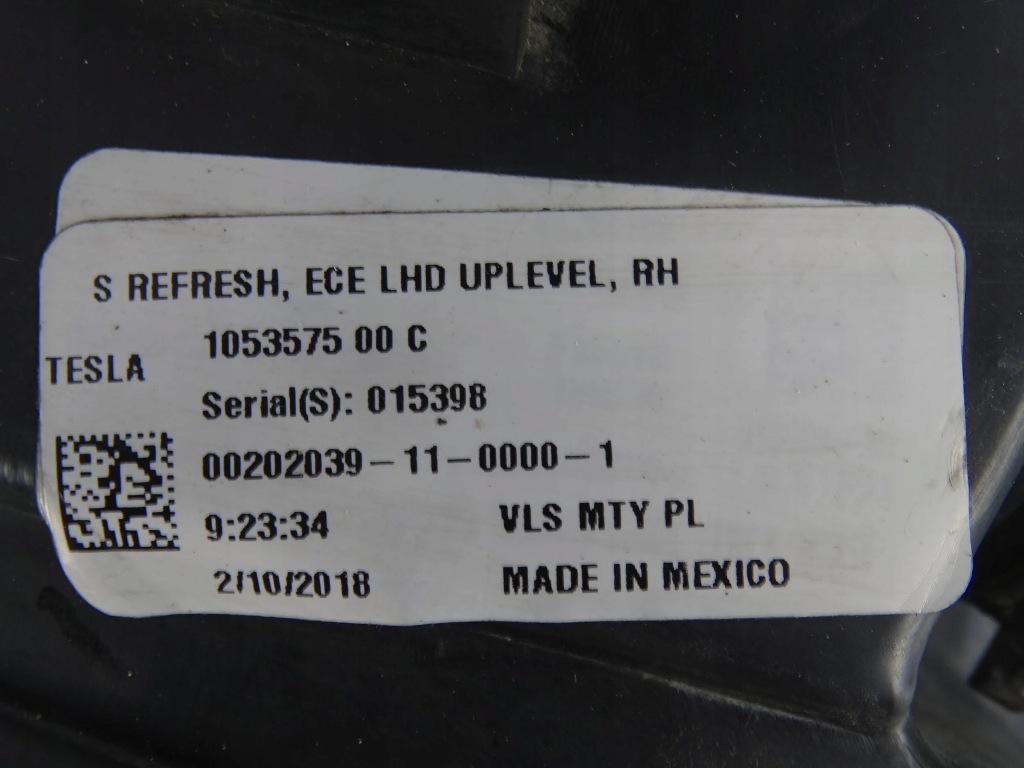 S REFRESH, ECE LHD UPLEVEL, RH
1053575 00 C
TESLA
Serial(S): 015398
00202039-11-0000-1
9:23:34 VLS MTY PL
2/10/2018 MADE IN MEXICO